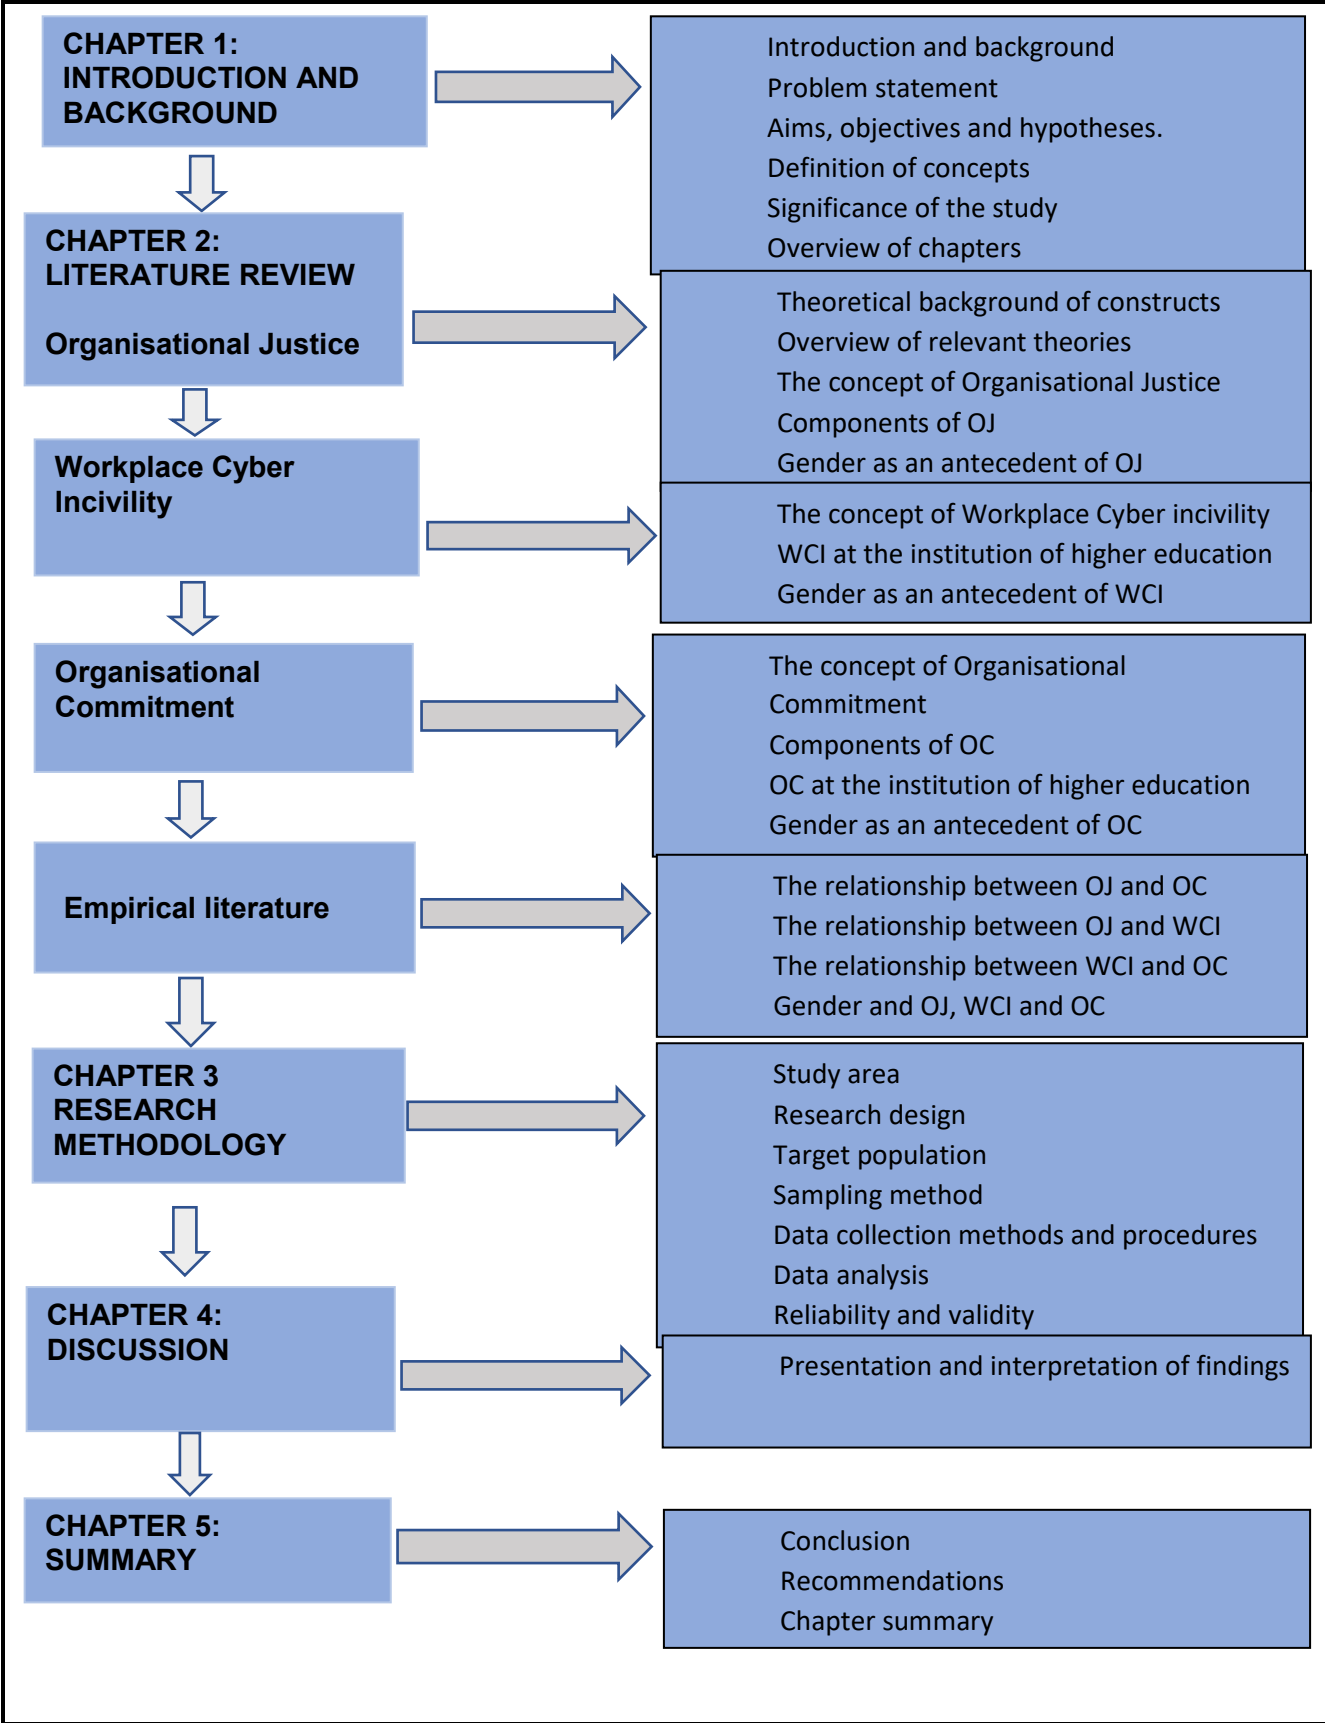 CHAPTER 1:
INTRODUCTION AND
BACKGROUND
Introduction and background
Problem statement
Aims, objectives and hypotheses.
Definition of concepts
Significance of the study
Overview of chapters
CHAPTER 2:
LITERATURE REVIEW
Organisational Justice
Theoretical background of constructs
Overview of relevant theories
The concept of Organisational Justice
Components of OJ
Gender as an antecedent of OJ
Workplace Cyber
Incivility
The concept of Workplace Cyber incivility
WCI at the institution of higher education
Gender as an antecedent of WCI
Organisational
Commitment
The concept of Organisational
Commitment
Components of OC
OC at the institution of higher education
Gender as an antecedent of OC
Empirical literature
The relationship between OJ and OC
The relationship between OJ and WCI
The relationship between WCI and OC
Gender and OJ, WCI and OC
CHAPTER 3
RESEARCH
METHODOLOGY
Study area
Research design
Target population
Sampling method
Data collection methods and procedures
Data analysis
Reliability and validity
CHAPTER 4:
DISCUSSION
Presentation and interpretation of findings
CHAPTER 5:
SUMMARY
Conclusion
Recommendations
Chapter summary